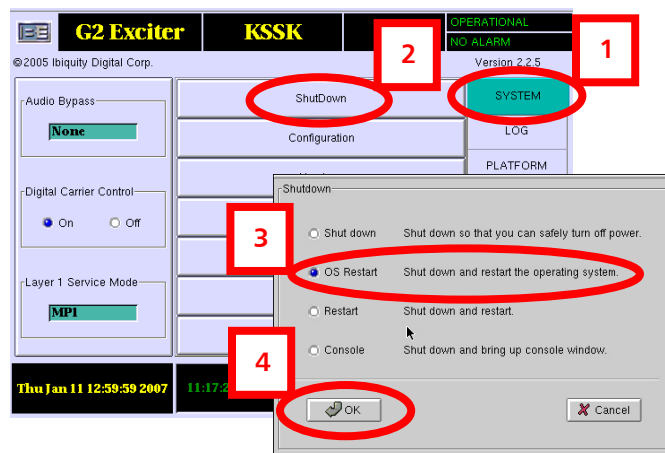 G2 Exciter
KSSK
OPERATIONAL
NO ALARM
©2005 Ibiquity Digital Corp.
Version 2.2.5
1
2
Audio Bypass
None
ShutDown
SYSTEM
Configuration
LOG
PLATFORM
Digital Carrier Control
On Off
Layer 1 Service Mode
MP1
Thu Jan 11 12:59:59 2007
11:17:2
Shutdown
3
Shut down Shut down so that you can safely turn off power.
OS Restart Shut down and restart the operating system.
Restart Shut down and restart.
Console Shut down and bring up console window.
4
OK
Cancel